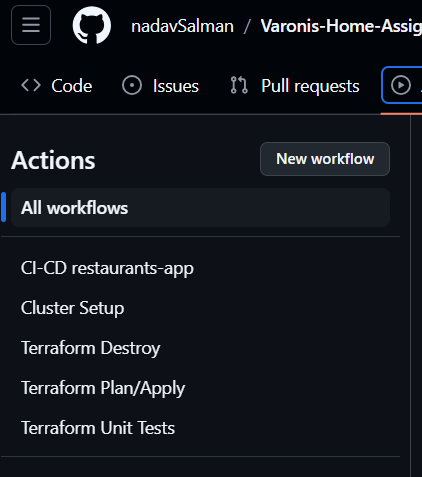 nadavSalman / Varonis-Home-Assig
Code Issues Pull requests
Actions New workflow
All workflows
CI-CD restaurants-app
Cluster Setup
Terraform Destroy
Terraform Plan/Apply
Terraform Unit Tests